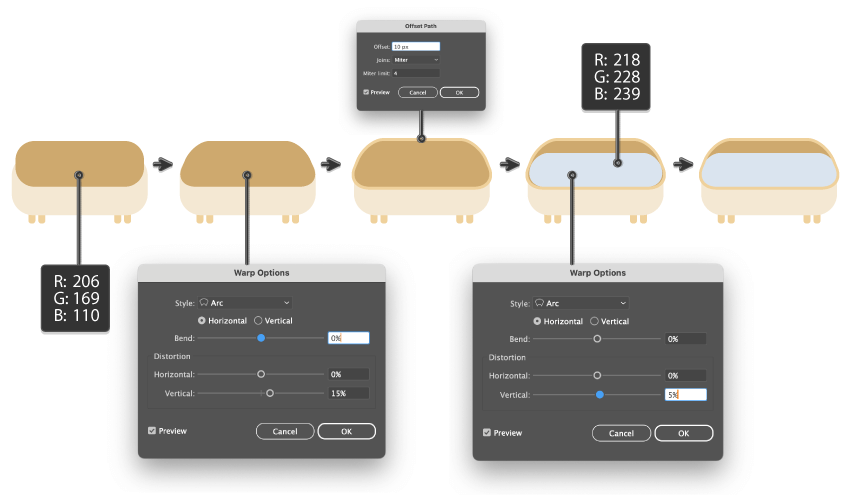 Offset Path
Offset: 10 px
Joins: Miter
Miter limit: 4
Preview
Cancel
OK
R: 218
G: 228
B: 239
R: 206
G: 169
B: 110
Warp Options
Style: Arc
Horizontal Vertical
Bend: 0%
Distortion
Horizontal: 0%
Vertical: 15%
Preview
Cancel
OK
Warp Options
Style: Arc
Horizontal Vertical
Bend: 0%
Distortion
Horizontal: 0%
Vertical: 5%
Preview
Cancel
OK